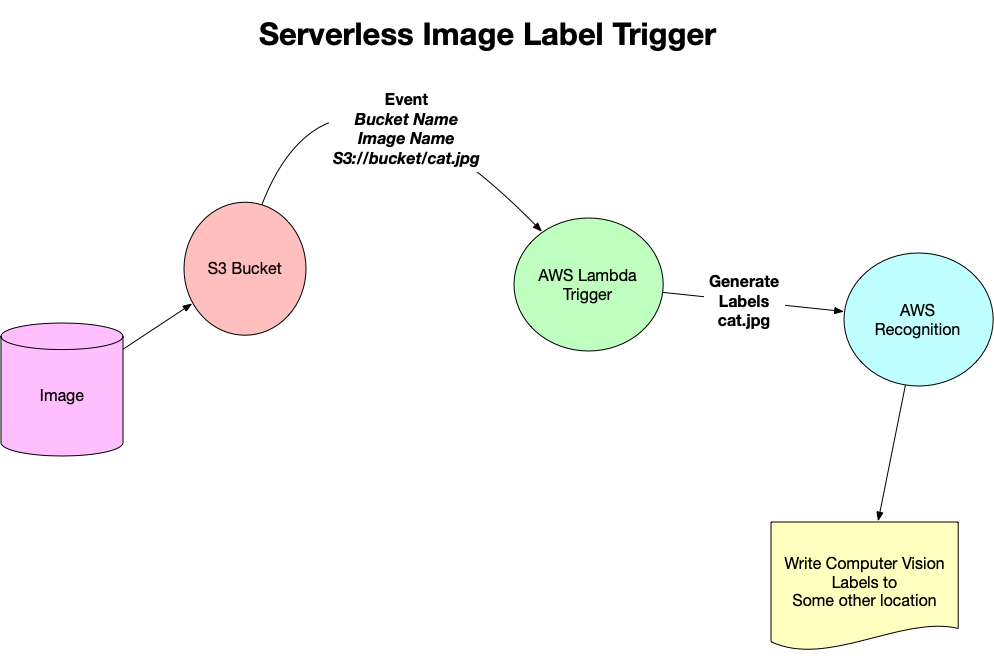 Serverless Image Label Trigger
Event
Bucket Name
Image Name
S3://bucket/cat.jpg
S3 Bucket
AWS Lambda
Trigger
Generate
Labels
cat.jpg
AWS
Recognition
Image
Write Computer Vision
Labels to
Some other location